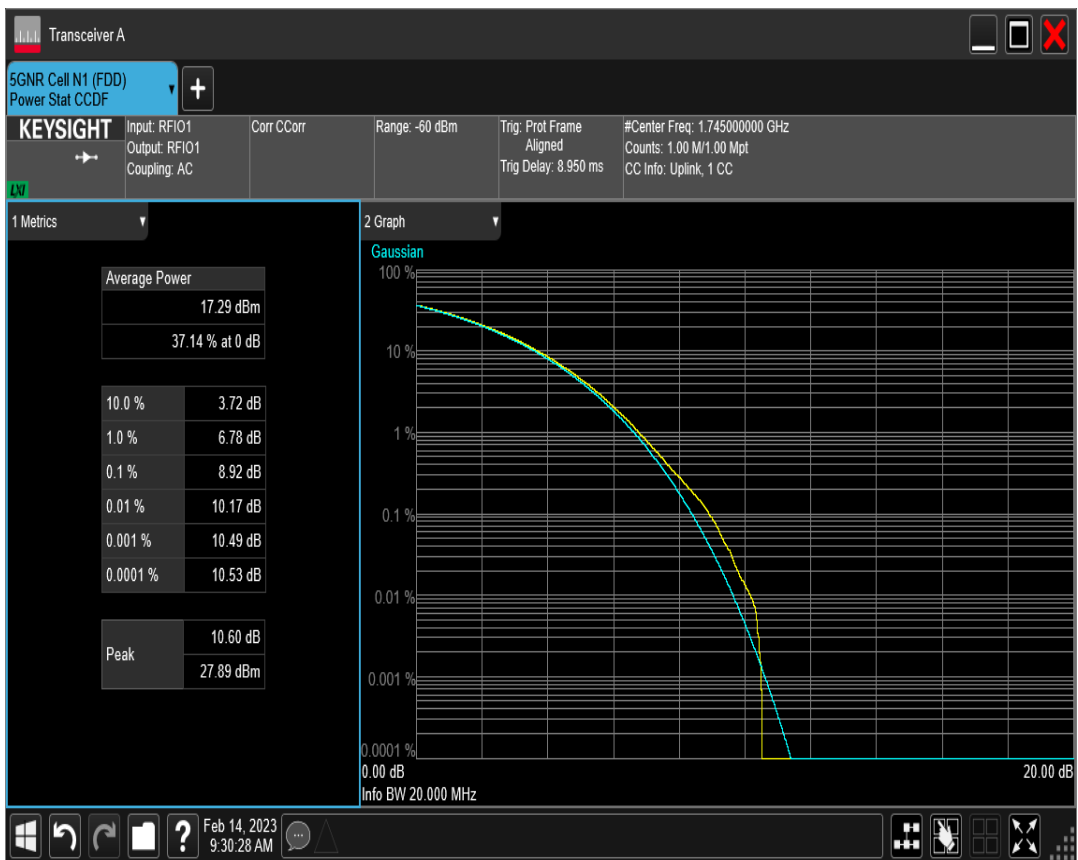 Transceiver A
5GNR Cell N1 (FDD)
Power Stat CCDF
KEYSIGHT
LXI
Input: RFIO1
Output: RFIO1
Coupling: AC
Corr CCorr
Range: -60 dBm
Trig: Prot Frame
Aligned
Trig Delay: 8.950 ms
#Center Freq: 1.745000000 GHz
Counts: 1.00 M/1.00 Mpt
CC Info: Uplink, 1 CC
1 Metrics
Average Power
17.29 dBm
37.14 % at 0 dB
10.0 % 3.72 dB
1.0 % 6.78 dB
0.1 % 8.92 dB
0.01 % 10.17 dB
0.001 % 10.49 dB
0.0001 % 10.53 dB
Peak
10.60 dB
27.89 dBm
2 Graph
Gaussian
100 %
10 %
1 %
0.1 %
0.01 %
0.001 %
0.0001 %
0.00 dB 20.00 dB
Info BW 20.000 MHz
?
Feb 14, 2023
9:30:28 AM